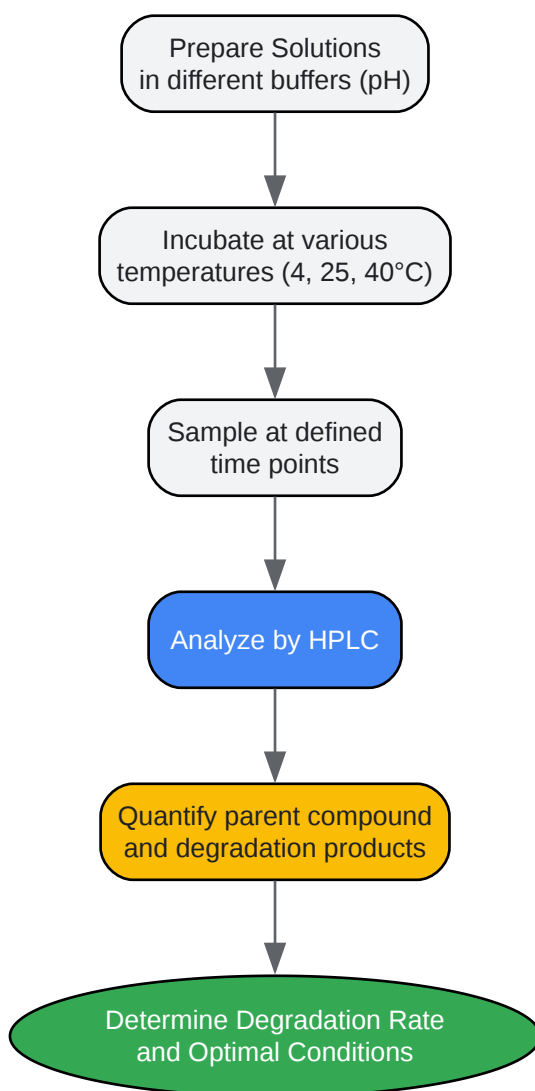 Prepare Solutions
in different buffers (pH)
Incubate at various
temperatures (4, 25, 40°C)
Sample at defined
time points
Analyze by HPLC
Quantify parent compound
and degradation products
Determine Degradation Rate
and Optimal Conditions